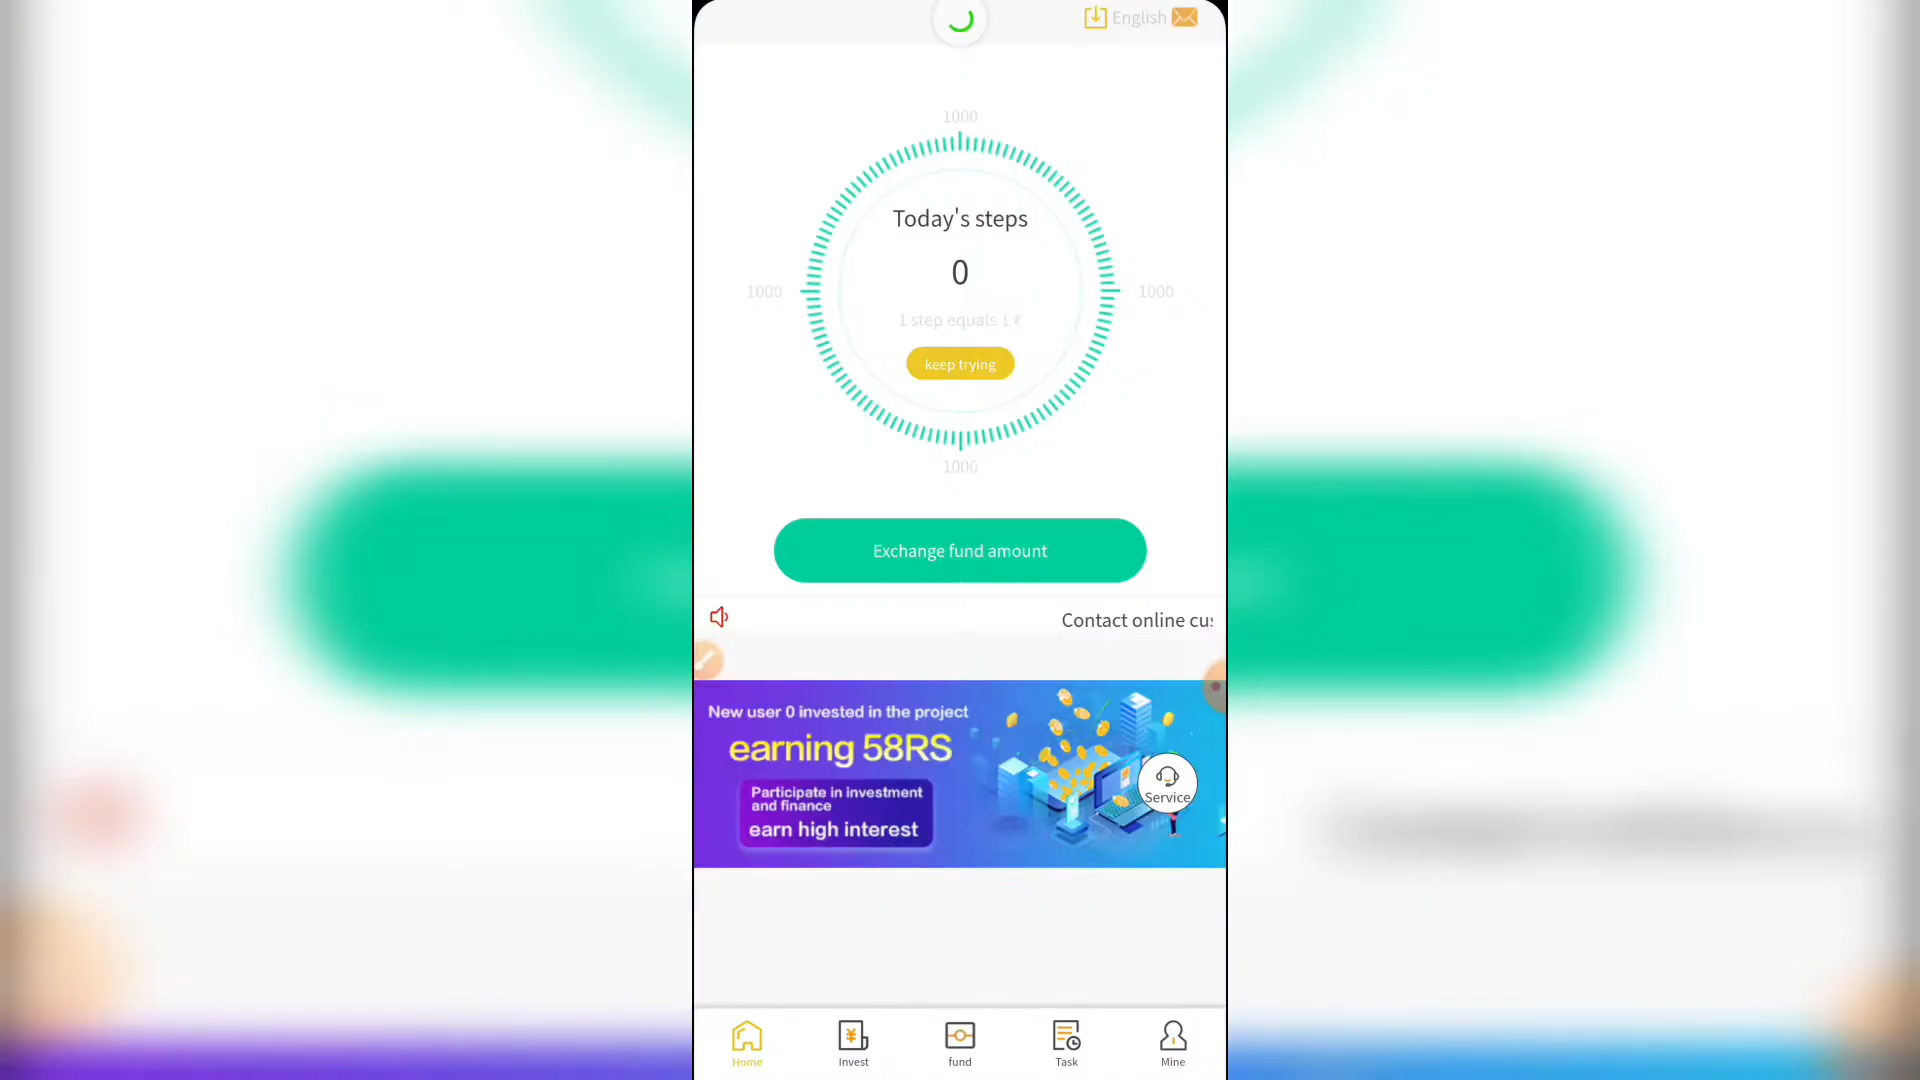 English
1000
Today's steps
0
1000
1000
1 step equals 1 ₹
keep trying
1000
Exchange fund amount
Contact online cus
New user 0 invested in the project
earning 58RS
Participate in investment
and finance
earn high interest
Service
Home
Invest
fund
Task
Mine